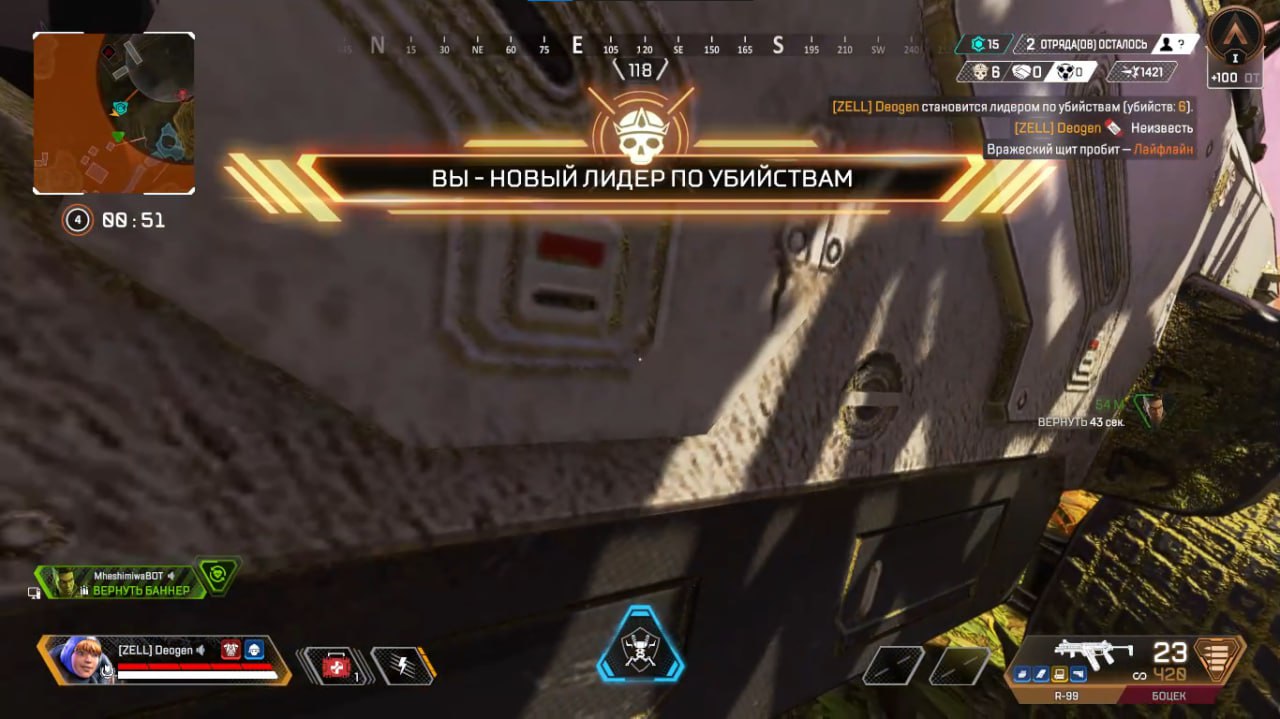 N 15 30 NE 60 75 E 105 120 SE 150 165 S 195 210 SW 240
118
15
2 ОТРЯДА(ОВ) ОСТАЛОСЬ
?
6 0 0 1421
I
+100 ОТ
[ZELL] Deogen становится лидером по убийствам (убийств: 6).
[ZELL] Deogen Неизвесть
Вражеский щит пробит – Лайфлайн
ВЫ - НОВЫЙ ЛИДЕР ПО УБИЙСТВАМ
4 00:51
54 М
ВЕРНУТЬ 43 сек.
MheshimiwaBOT
ВЕРНУТЬ БАННЕР
[ZELL] Deogen
1
23
∞ 420
R-99 БОЦЕК